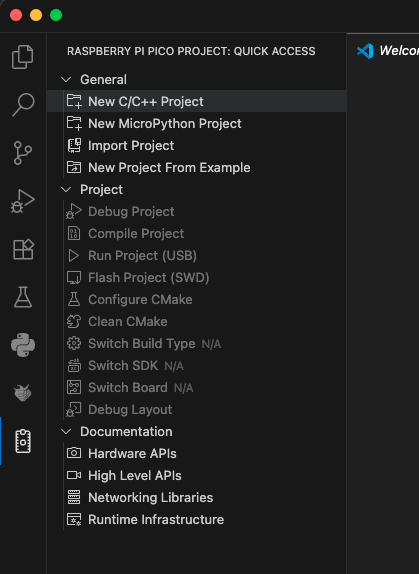 RASPBERRY PI PICO PROJECT: QUICK ACCESS
Welcom
General
New C/C++ Project
New MicroPython Project
Import Project
New Project From Example
Project
Debug Project
Compile Project
Run Project (USB)
Flash Project (SWD)
Configure CMake
Clean CMake
Switch Build Type N/A
Switch SDK N/A
Switch Board N/A
Debug Layout
Documentation
Hardware APIs
High Level APIs
Networking Libraries
Runtime Infrastructure